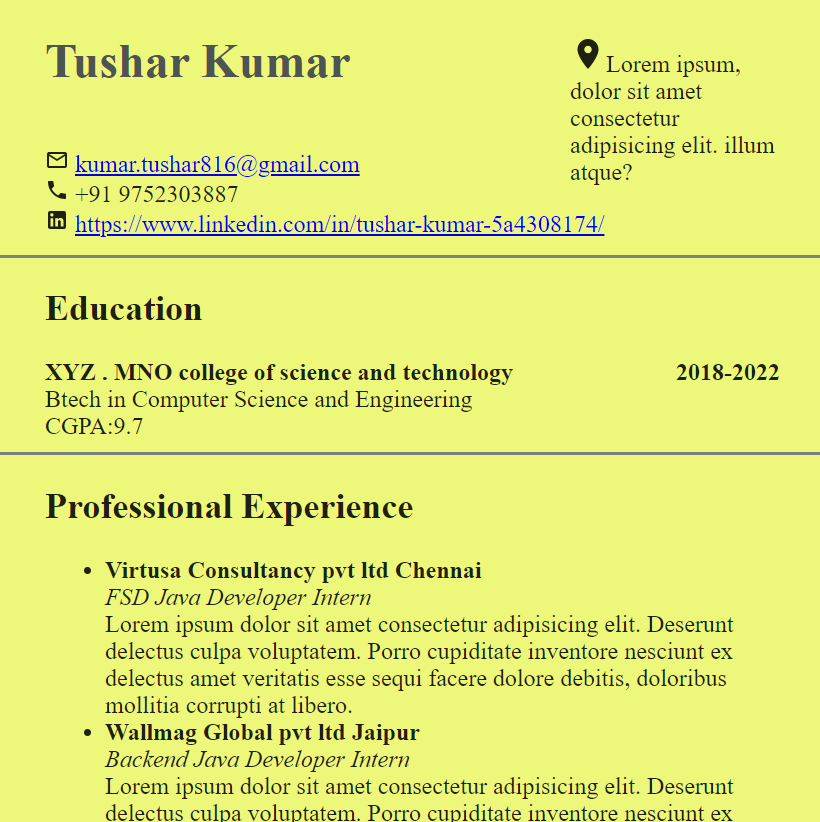 Tushar Kumar
Lorem ipsum,
dolor sit amet
consectetur
adipisicing elit. illum
atque?
kumar.tushar816@gmail.com
+91 9752303887
https://www.linkedin.com/in/tushar-kumar-5a4308174/
Education
XYZ . MNO college of science and technology 2018-2022
Btech in Computer Science and Engineering
CGPA:9.7
Professional Experience
• Virtusa Consultancy pvt ltd Chennai
FSD Java Developer Intern
Lorem ipsum dolor sit amet consectetur adipisicing elit. Deserunt
delectus culpa voluptatem. Porro cupiditate inventore nesciunt ex
delectus amet veritatis esse sequi facere dolore debitis, doloribus
mollitia corrupti at libero.
• Wallmag Global pvt ltd Jaipur
Backend Java Developer Intern
Lorem ipsum dolor sit amet consectetur adipisicing elit. Deserunt
delectus culpa voluptatem. Porro cupiditate inventore nesciunt ex